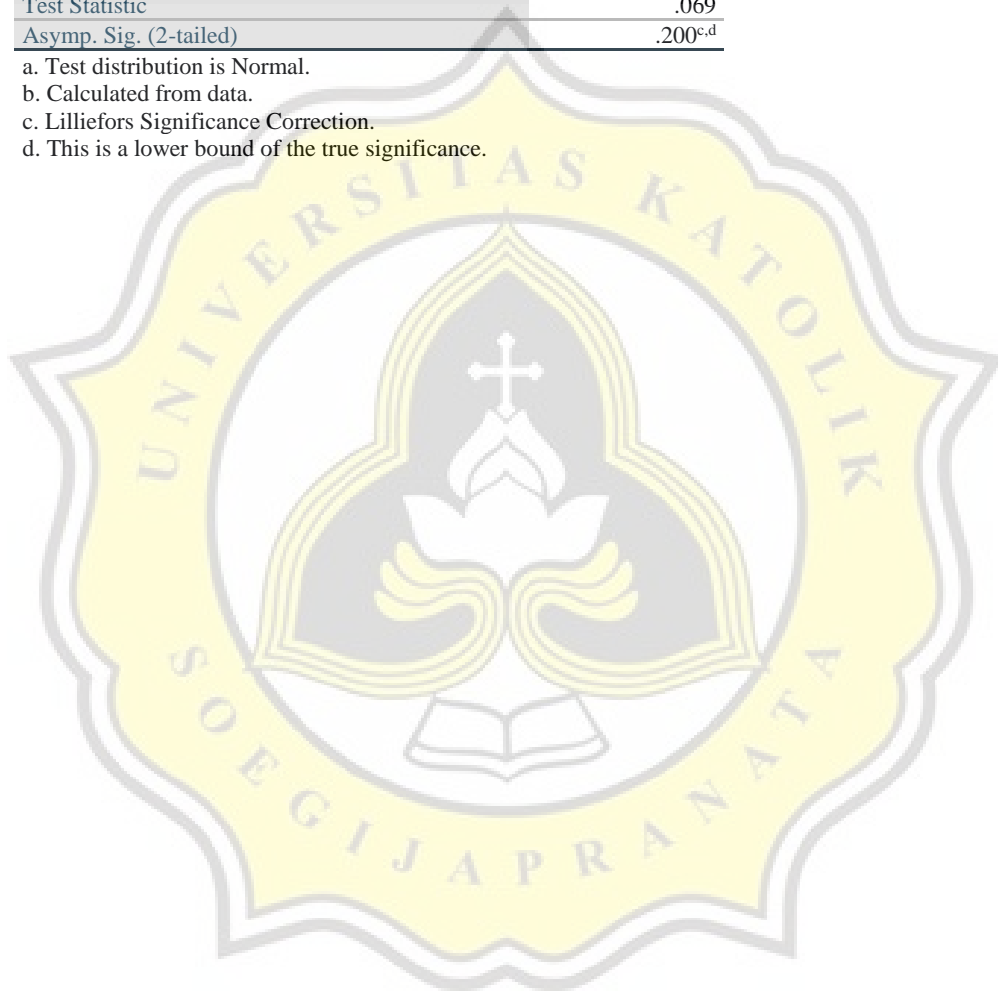 Test Statistic .069
Asymp. Sig. (2-tailed) .200c,d
a. Test distribution is Normal.
b. Calculated from data.
c. Lilliefors Significance Correction.
d. This is a lower bound of the true significance.
UNIVERSITAS KATOLIK
SOEGIJAPRANATA